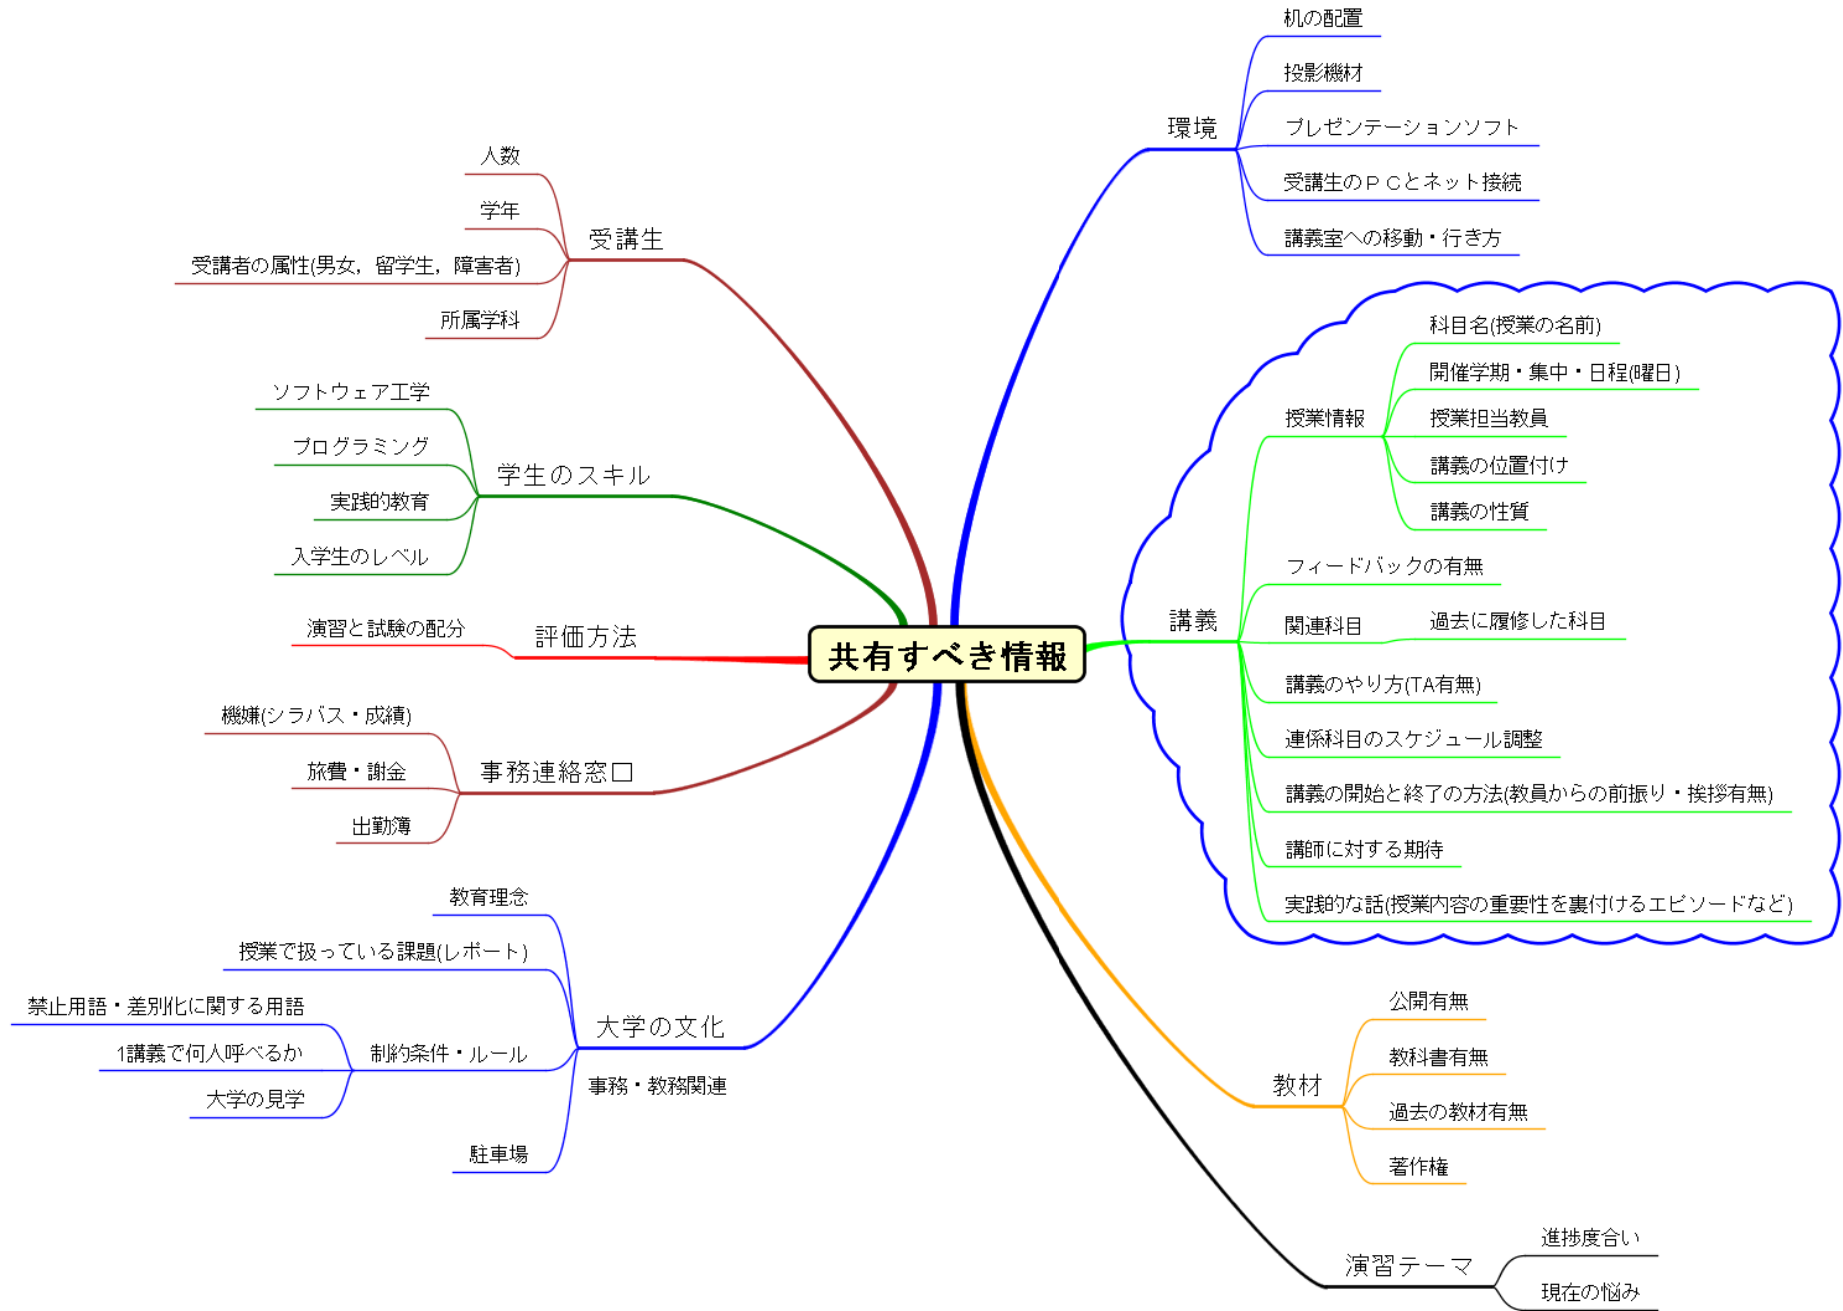 共有すべき情報
環境
机の配置
投影機材
プレゼンテーションソフト
受講生のＰＣとネット接続
講義室への移動・行き方
講義
授業情報
科目名(授業の名前)
開催学期・集中・日程(曜日)
授業担当教員
講義の位置付け
講義の性質
フィードバックの有無
関連科目
過去に履修した科目
講義のやり方(TA有無)
連係科目のスケジュール調整
講義の開始と終了の方法(教員からの前振り・挨拶有無)
講師に対する期待
実践的な話(授業内容の重要性を裏付けるエピソードなど)
教材
公開有無
教科書有無
過去の教材有無
著作権
演習テーマ
進捗度合い
現在の悩み
受講生
人数
学年
受講者の属性(男女，留学生，障害者)
所属学科
学生のスキル
ソフトウェア工学
プログラミング
実践的教育
入学生のレベル
評価方法
演習と試験の配分
事務連絡窓口
機嫌(シラバス・成績)
旅費・謝金
出勤簿
大学の文化
教育理念
授業で扱っている課題(レポート)
制約条件・ルール
禁止用語・差別化に関する用語
1講義で何人呼べるか
大学の見学
駐車場
事務・教務関連